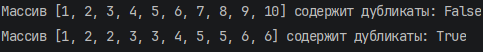 Массив [1, 2, 3, 4, 5, 6, 7, 8, 9, 10] содержит дубликаты: False
Массив [1, 2, 2, 3, 3, 4, 5, 5, 6, 6] содержит дубликаты: True